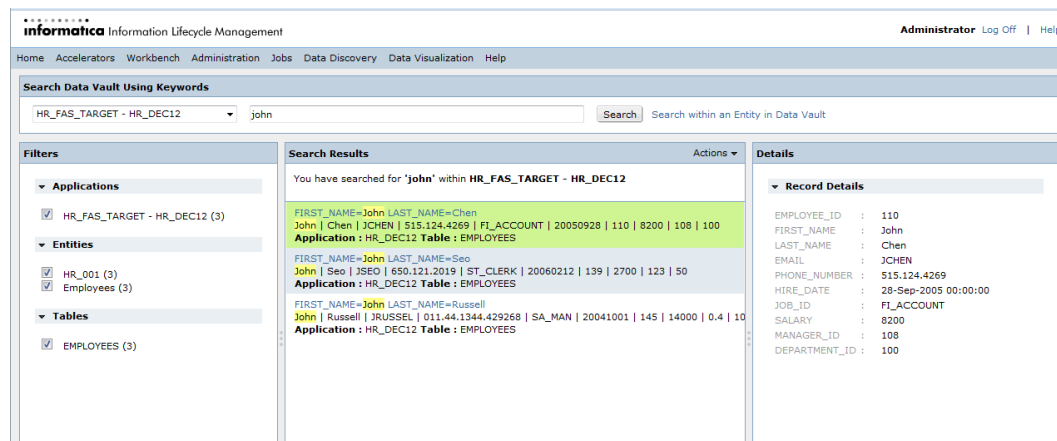 informatica Information Lifecycle Management
Administrator Log Off | Help
Home Accelerators Workbench Administration Jobs Data Discovery Data Visualization Help
Search Data Vault Using Keywords
HR_FAS_TARGET - HR_DEC12 john Search Search within an Entity in Data Vault
Filters
Applications
HR_FAS_TARGET - HR_DEC12 (3)
Entities
HR_001 (3)
Employees (3)
Tables
EMPLOYEES (3)
Search Results Actions
You have searched for 'john' within HR_FAS_TARGET - HR_DEC12
FIRST_NAME=John LAST_NAME=Chen
John | Chen | JCHEN | 515.124.4269 | FI_ACCOUNT | 20050928 | 110 | 8200 | 108 | 100
Application : HR_DEC12 Table : EMPLOYEES
FIRST_NAME=John LAST_NAME=Seo
John | Seo | JSEO | 650.121.2019 | ST_CLERK | 20060212 | 139 | 2700 | 123 | 50
Application : HR_DEC12 Table : EMPLOYEES
FIRST_NAME=John LAST_NAME=Russell
John | Russell | JRUSSEL | 011.44.1344.429268 | SA_MAN | 20041001 | 145 | 14000 | 0.4 | 10
Application : HR_DEC12 Table : EMPLOYEES
Details
Record Details
EMPLOYEE_ID : 110
FIRST_NAME : John
LAST_NAME : Chen
EMAIL : JCHEN
PHONE_NUMBER : 515.124.4269
HIRE_DATE : 28-Sep-2005 00:00:00
JOB_ID : FI_ACCOUNT
SALARY : 8200
MANAGER_ID : 108
DEPARTMENT_ID : 100